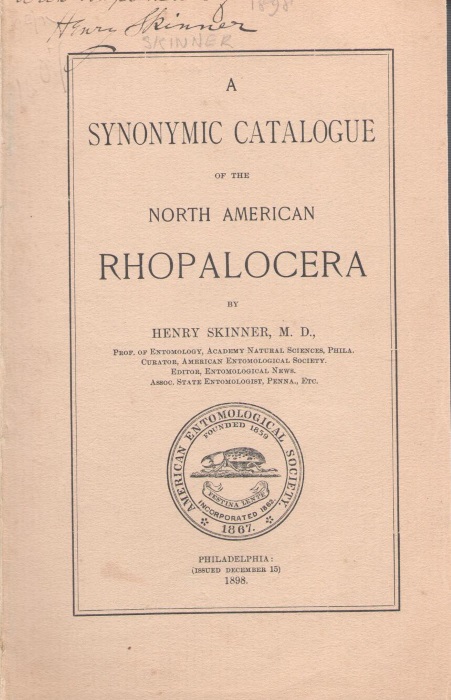 1898
Henry Skinner
SKINNER
A
SYNONYMIC CATALOGUE
OF THE
NORTH AMERICAN
RHOPALOCERA
BY
HENRY SKINNER, M. D.,
PROF. OF ENTOMOLOGY, ACADEMY NATURAL SCIENCES, PHILA.
CURATOR, AMERICAN ENTOMOLOGICAL SOCIETY.
EDITOR, ENTOMOLOGICAL NEWS.
ASSOC. STATE ENTOMOLOGIST, PENNA., ETC.
AMERICAN ENTOMOLOGICAL SOCIETY.
FOUNDED 1859
FESTINA LENTE
INCORPORATED 1862.
1867.
PHILADELPHIA:
(ISSUED DECEMBER 15)
1898.